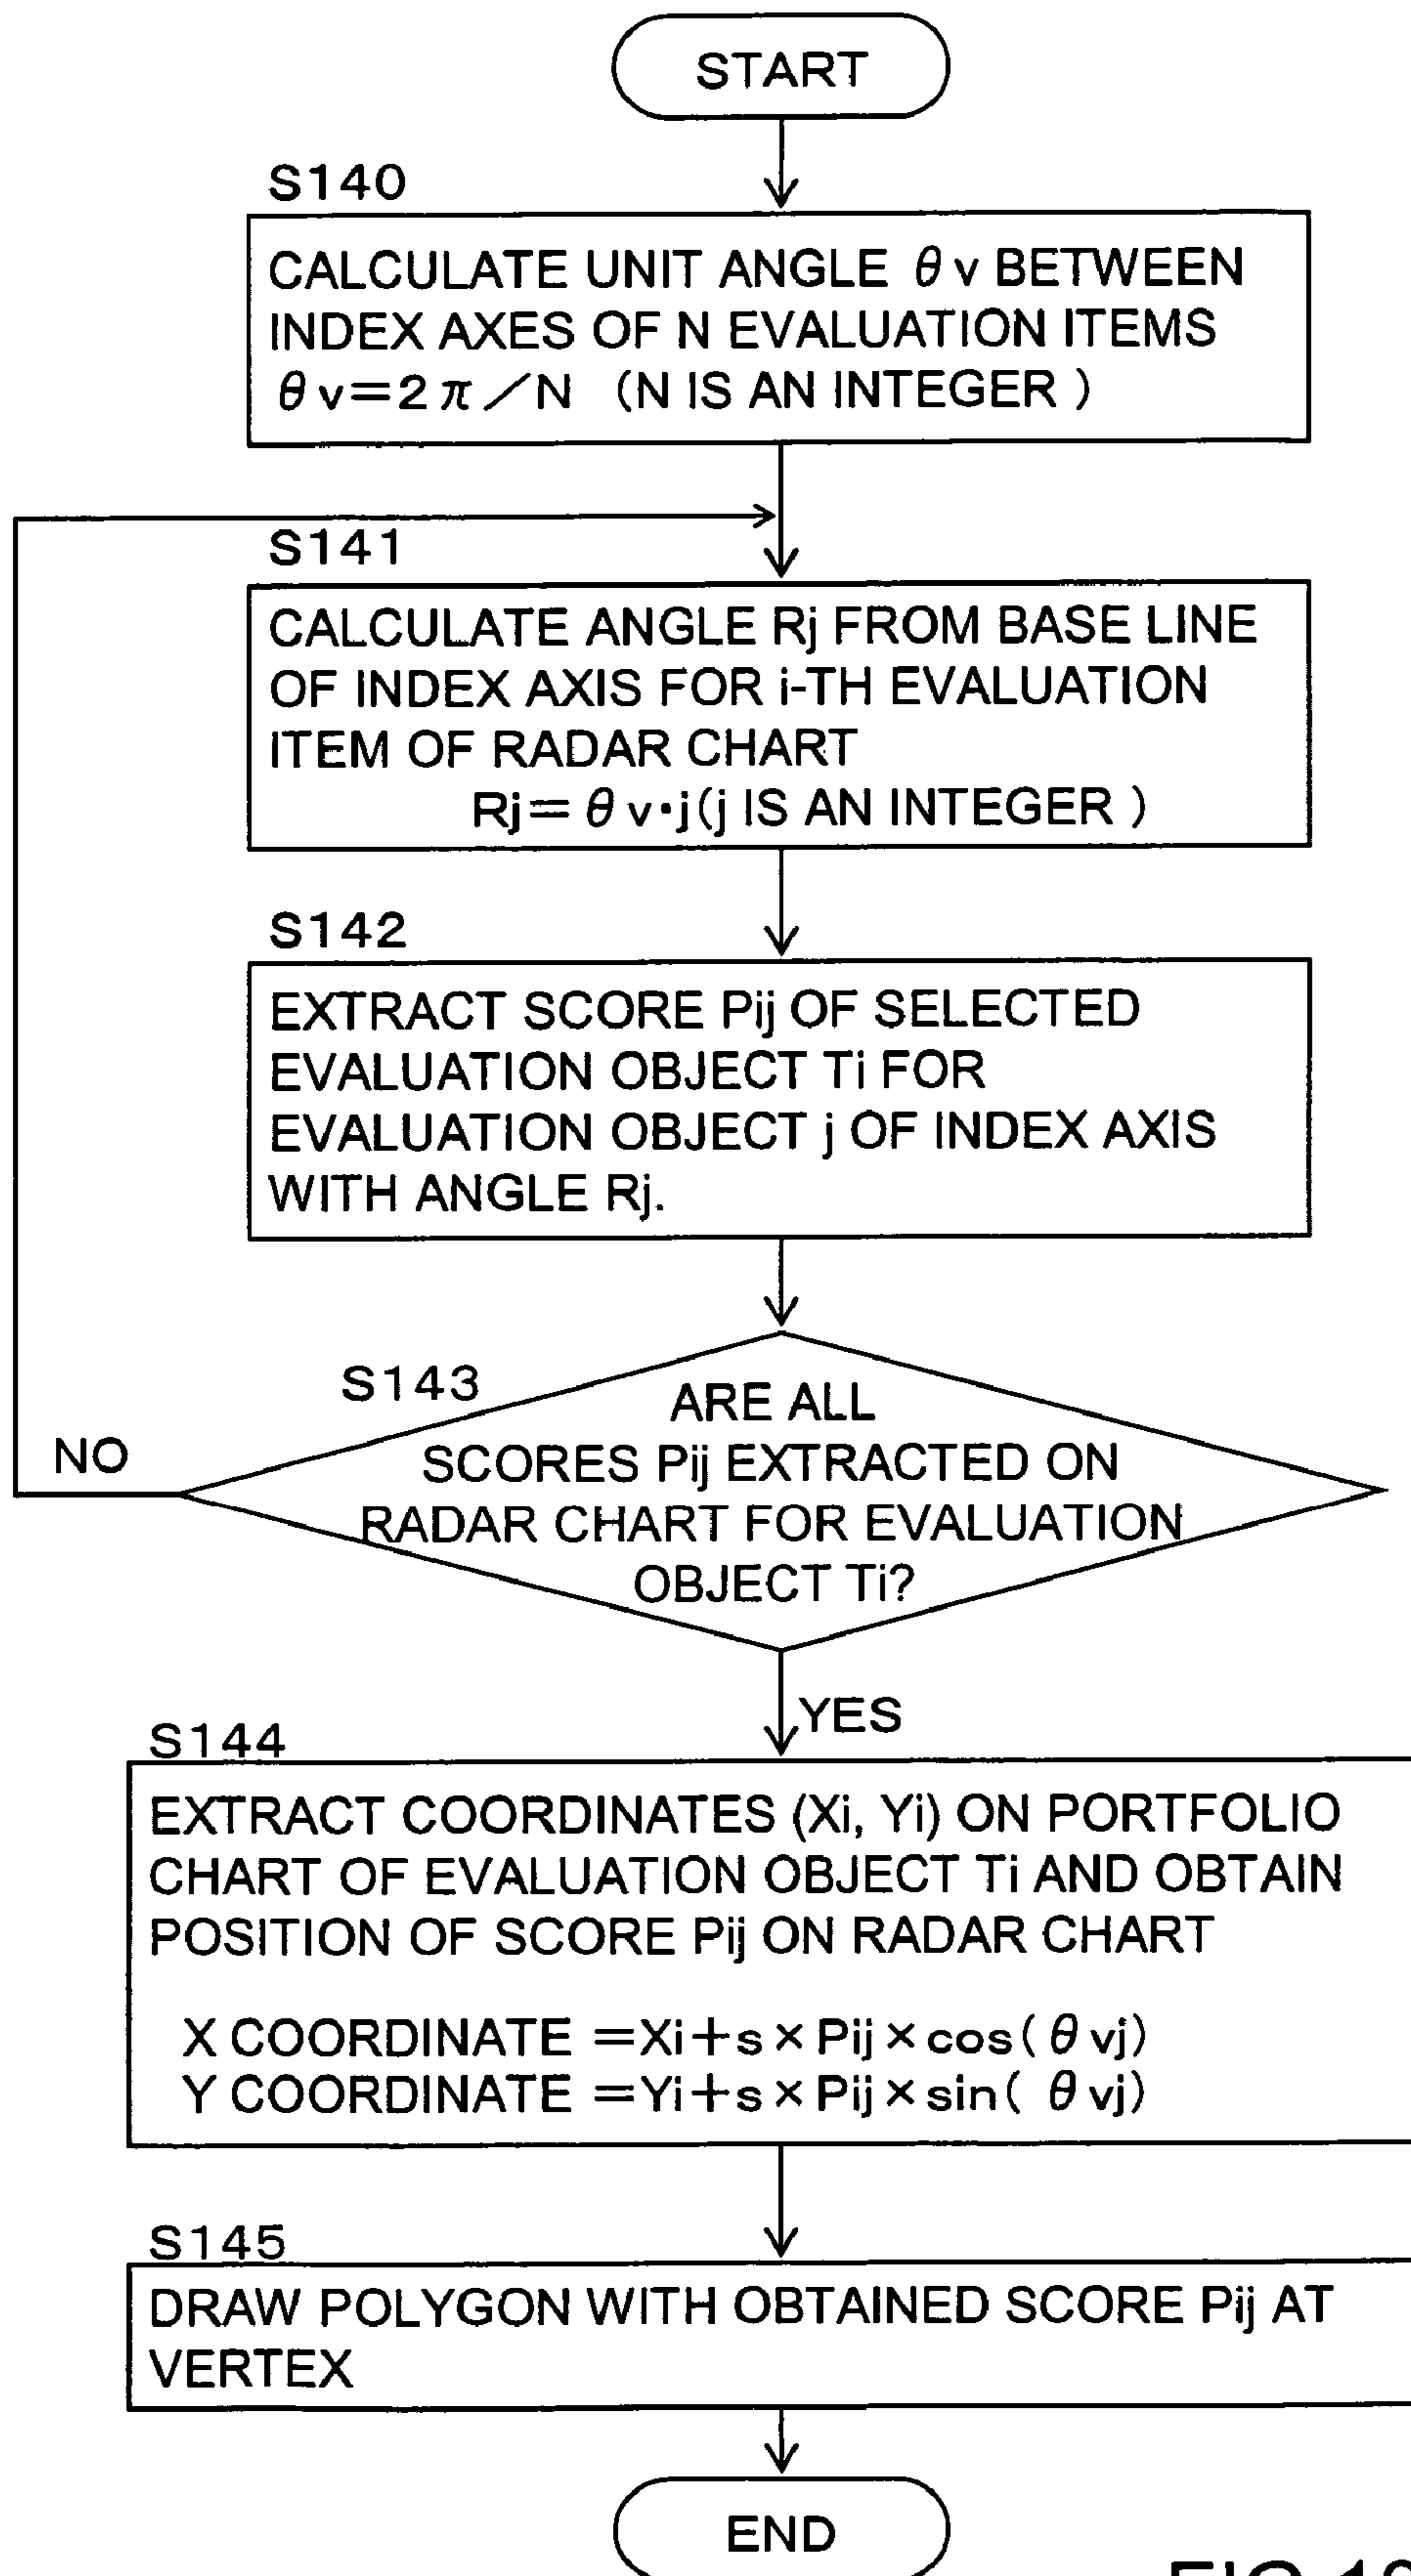 START
S140
CALCULATE UNIT ANGLE θv BETWEEN
INDEX AXES OF N EVALUATION ITEMS
θv=2π/N (N IS AN INTEGER )
S141
CALCULATE ANGLE Rj FROM BASE LINE
OF INDEX AXIS FOR i-TH EVALUATION
ITEM OF RADAR CHART
Rj=θv・j(j IS AN INTEGER )
S142
EXTRACT SCORE Pij OF SELECTED
EVALUATION OBJECT Ti FOR
EVALUATION OBJECT j OF INDEX AXIS
WITH ANGLE Rj.
S143
ARE ALL
SCORES Pij EXTRACTED ON
RADAR CHART FOR EVALUATION
OBJECT Ti?
NO
YES
S144
EXTRACT COORDINATES (Xi, Yi) ON PORTFOLIO
CHART OF EVALUATION OBJECT Ti AND OBTAIN
POSITION OF SCORE Pij ON RADAR CHART
X COORDINATE =Xi+s×Pij×cos(θvj)
Y COORDINATE =Yi+s×Pij×sin( θvj)
S145
DRAW POLYGON WITH OBTAINED SCORE Pij AT
VERTEX
END